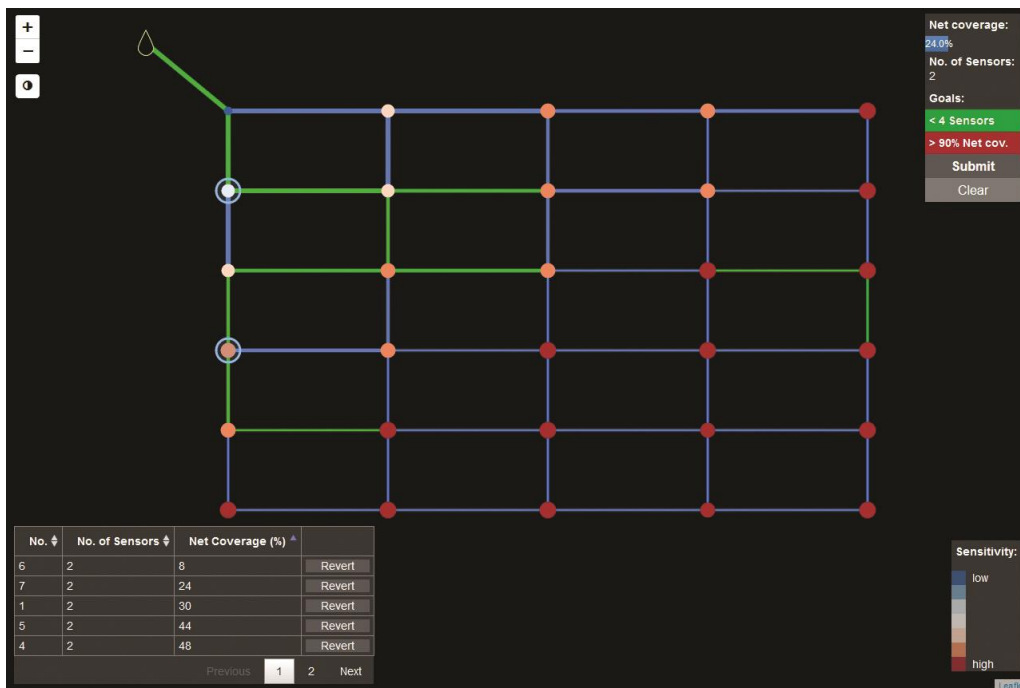 +
−
Net coverage:
24.0%
No. of Sensors:
2
Goals:
< 4 Sensors
> 90% Net cov.
Submit
Clear
No. No. of Sensors Net Coverage (%)
6 2 8 Revert
7 2 24 Revert
1 2 30 Revert
5 2 44 Revert
4 2 48 Revert
Previous 1 2 Next
Sensitivity:
low
high